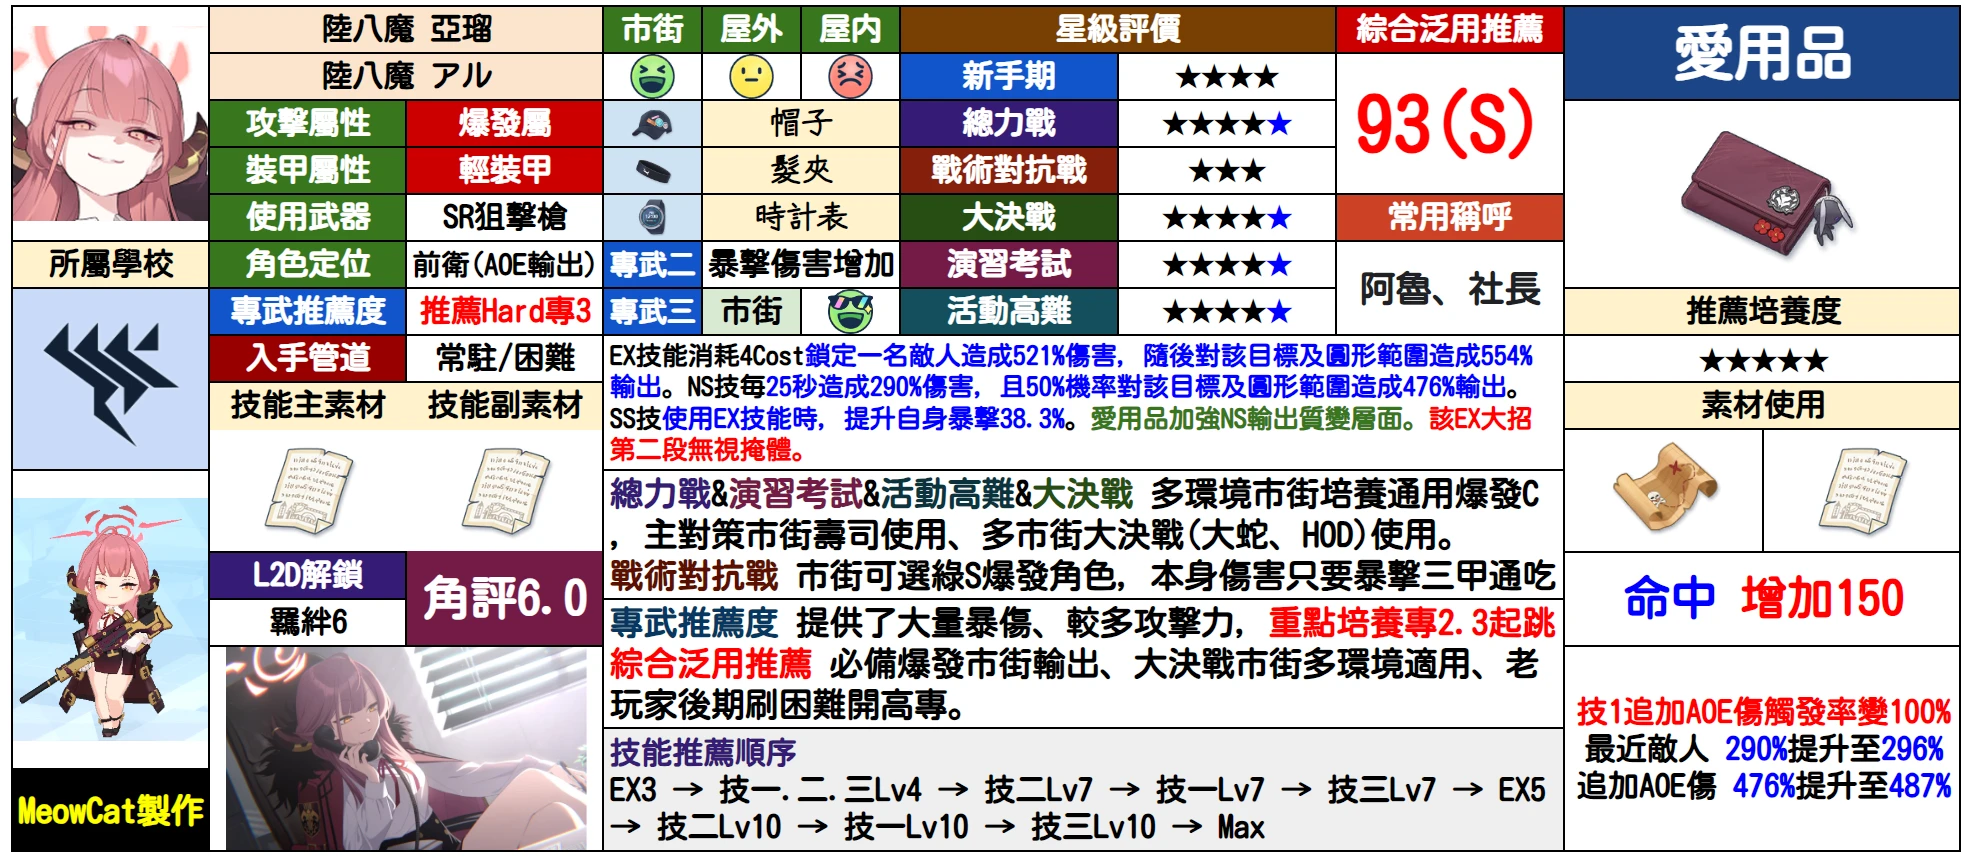 陸八魔 亞瑠
陸八魔 アル
市街 屋外 屋内
星級評價
綜合泛用推薦
愛用品
新手期 ★★★★
93(S)
攻擊屬性 爆發屬
帽子
總力戰 ★★★★★
裝甲屬性 輕裝甲
髮夾
戰術對抗戰 ★★★
使用武器 SR狙擊槍
時計表
大決戰 ★★★★★
常用稱呼
所屬學校
角色定位 前衛(AOE輸出)
專武二 暴擊傷害增加
演習考試 ★★★★★
阿魯、社長
專武推薦度 推薦Hard專3
專武三 市街
活動高難 ★★★★★
推薦培養度
入手管道 常駐/困難
★★★★★
技能主素材 技能副素材
素材使用
EX技能消耗4Cost鎖定一名敵人造成521%傷害, 隨後對該目標及圓形範圍造成554%
輸出。NS技每25秒造成290%傷害, 且50%機率對該目標及圓形範圍造成476%輸出。
SS技使用EX技能時, 提升自身暴擊38.3%。愛用品加強NS輸出質變層面。該EX大招
第二段無視掩體。
總力戰&演習考試&活動高難&大決戰 多環境市街培養通用爆發C
, 主對策市街壽司使用、多市街大決戰(大蛇、HOD)使用。
戰術對抗戰 市街可選綠S爆發角色, 本身傷害只要暴擊三甲通吃
L2D解鎖
角評6.0
羈絆6
命中 增加150
專武推薦度 提供了大量暴傷、較多攻擊力, 重點培養專2.3起跳
綜合泛用推薦 必備爆發市街輸出、大決戰市街多環境適用、老
玩家後期刷困難開高專。
技能推薦順序
EX3 → 技一.二.三Lv4 → 技二Lv7 → 技一Lv7 → 技三Lv7 → EX5
→ 技二Lv10 → 技一Lv10 → 技三Lv10 → Max
技1追加AOE傷觸發率變100%
最近敵人 290%提升至296%
追加AOE傷 476%提升至487%
MeowCat製作